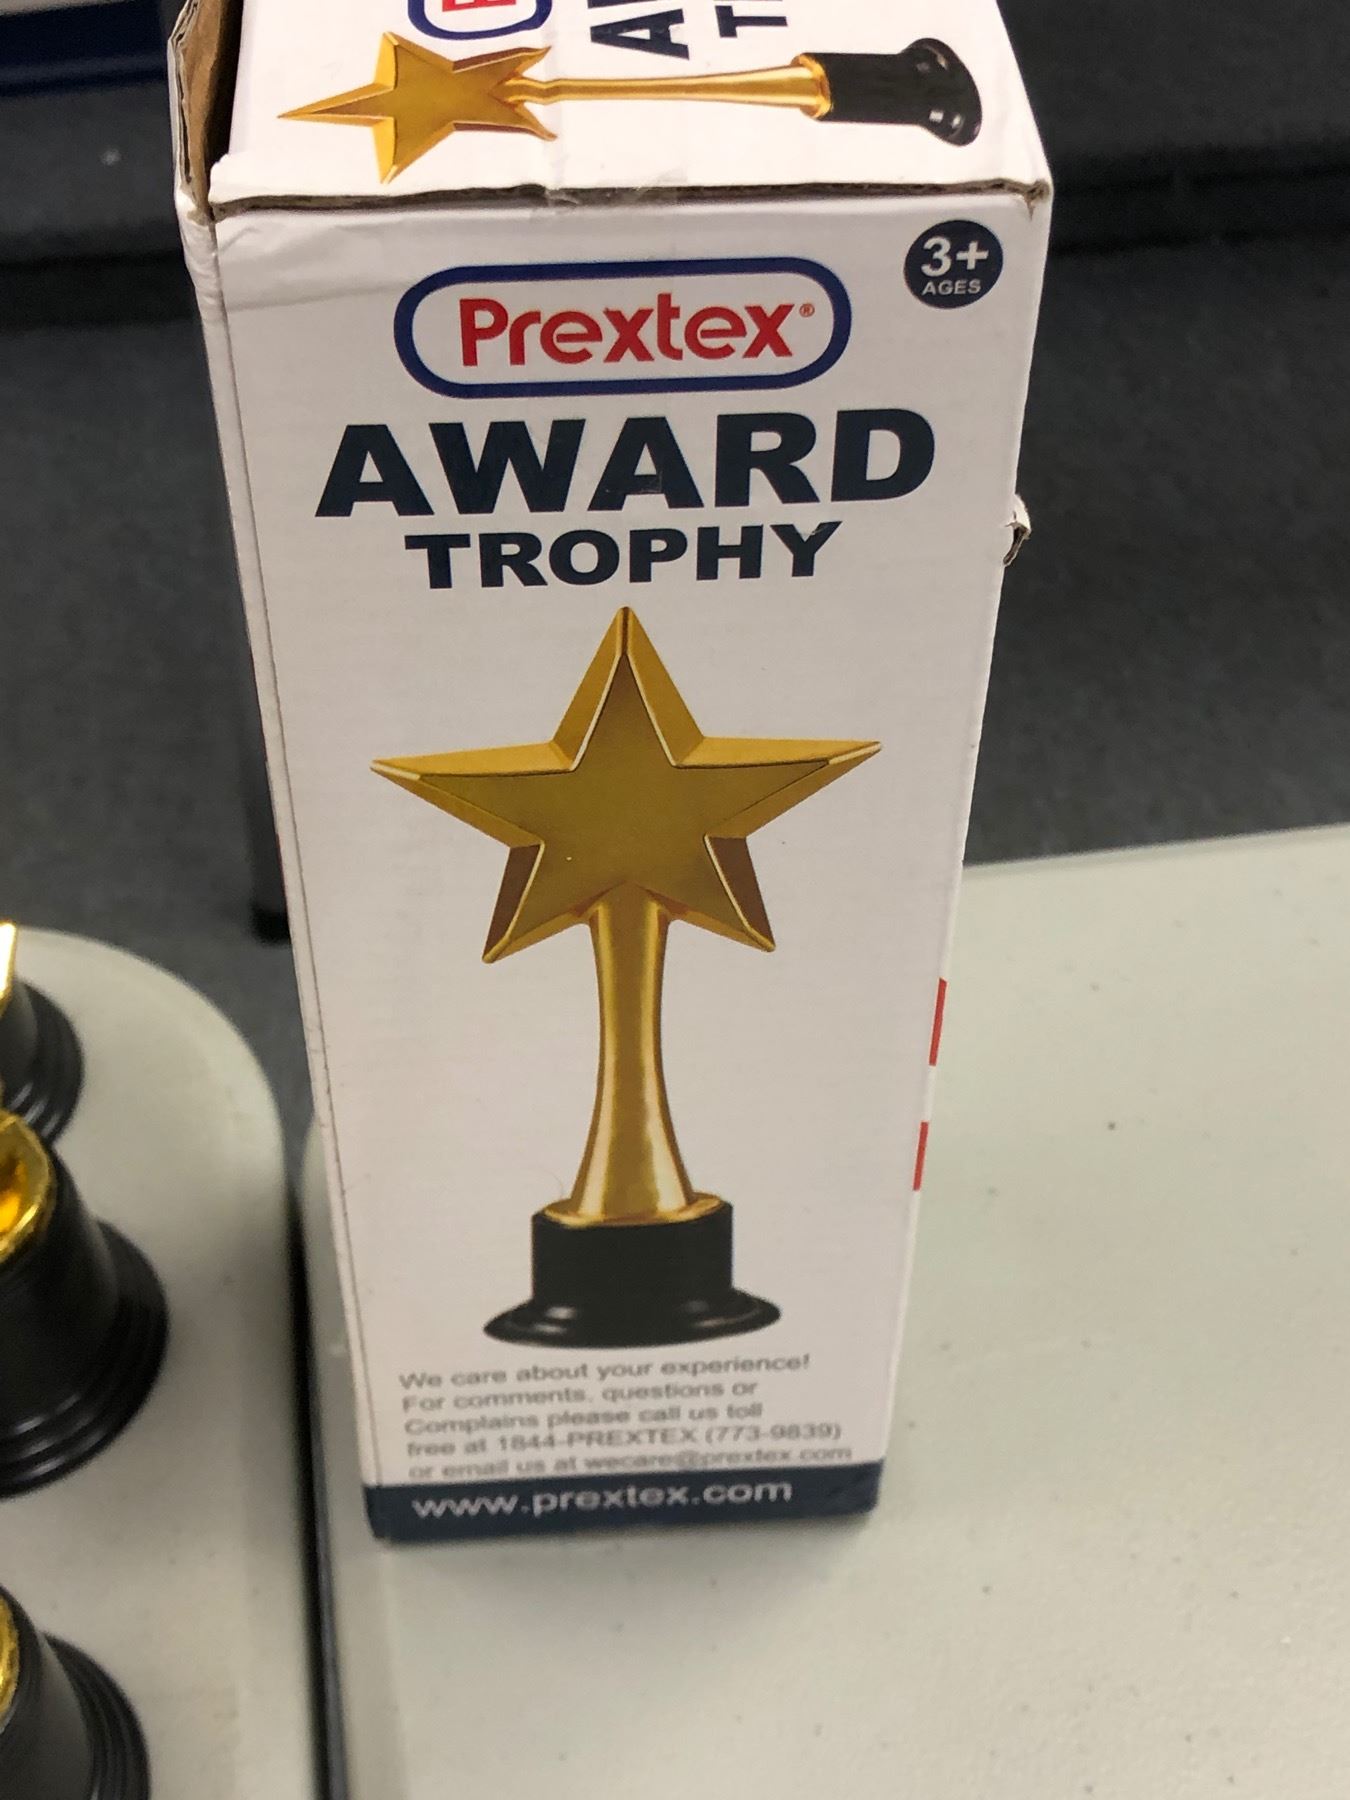 Prextex®
3+
AGES
AWARD
TROPHY
We care about your experience!
For comments, questions or
Complains please call us toll
free at 1844-PREXTEX (773-9839)
or email us at wecare@prextex.com
www.prextex.com